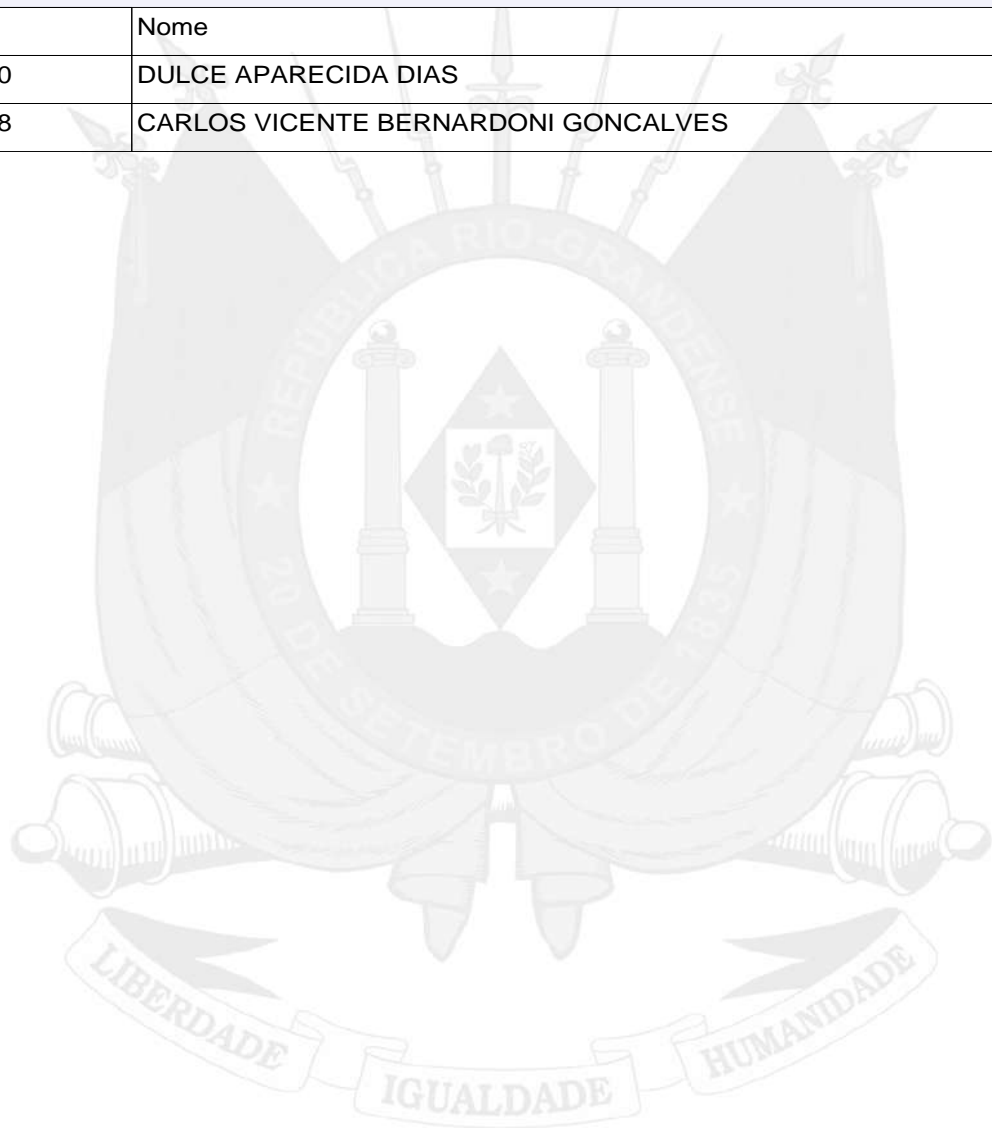 Nome
0 DULCE APARECIDA DIAS
8 CARLOS VICENTE BERNARDONI GONCALVES
REPÚBLICA RIO-GRANDENSE
20 DE SETEMBRO DE 1835
LIBERDADE
IGUALDADE
HUMANIDADE